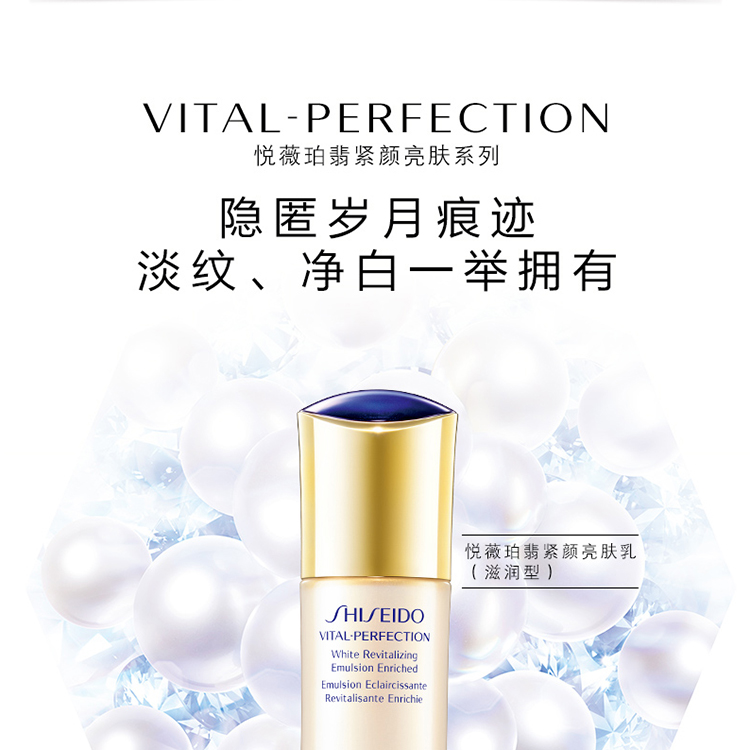 VITAL-PERFECTION
悦薇珀翡紧颜亮肤系列
隐匿岁月痕迹
淡纹、净白一举拥有
悦薇珀翡紧颜亮肤乳
（滋润型）
SHISEIDO
VITAL-PERFECTION
White Revitalizing
Emulsion Enriched
Emulsion Eclaircissante
Revitalisante Enrichie